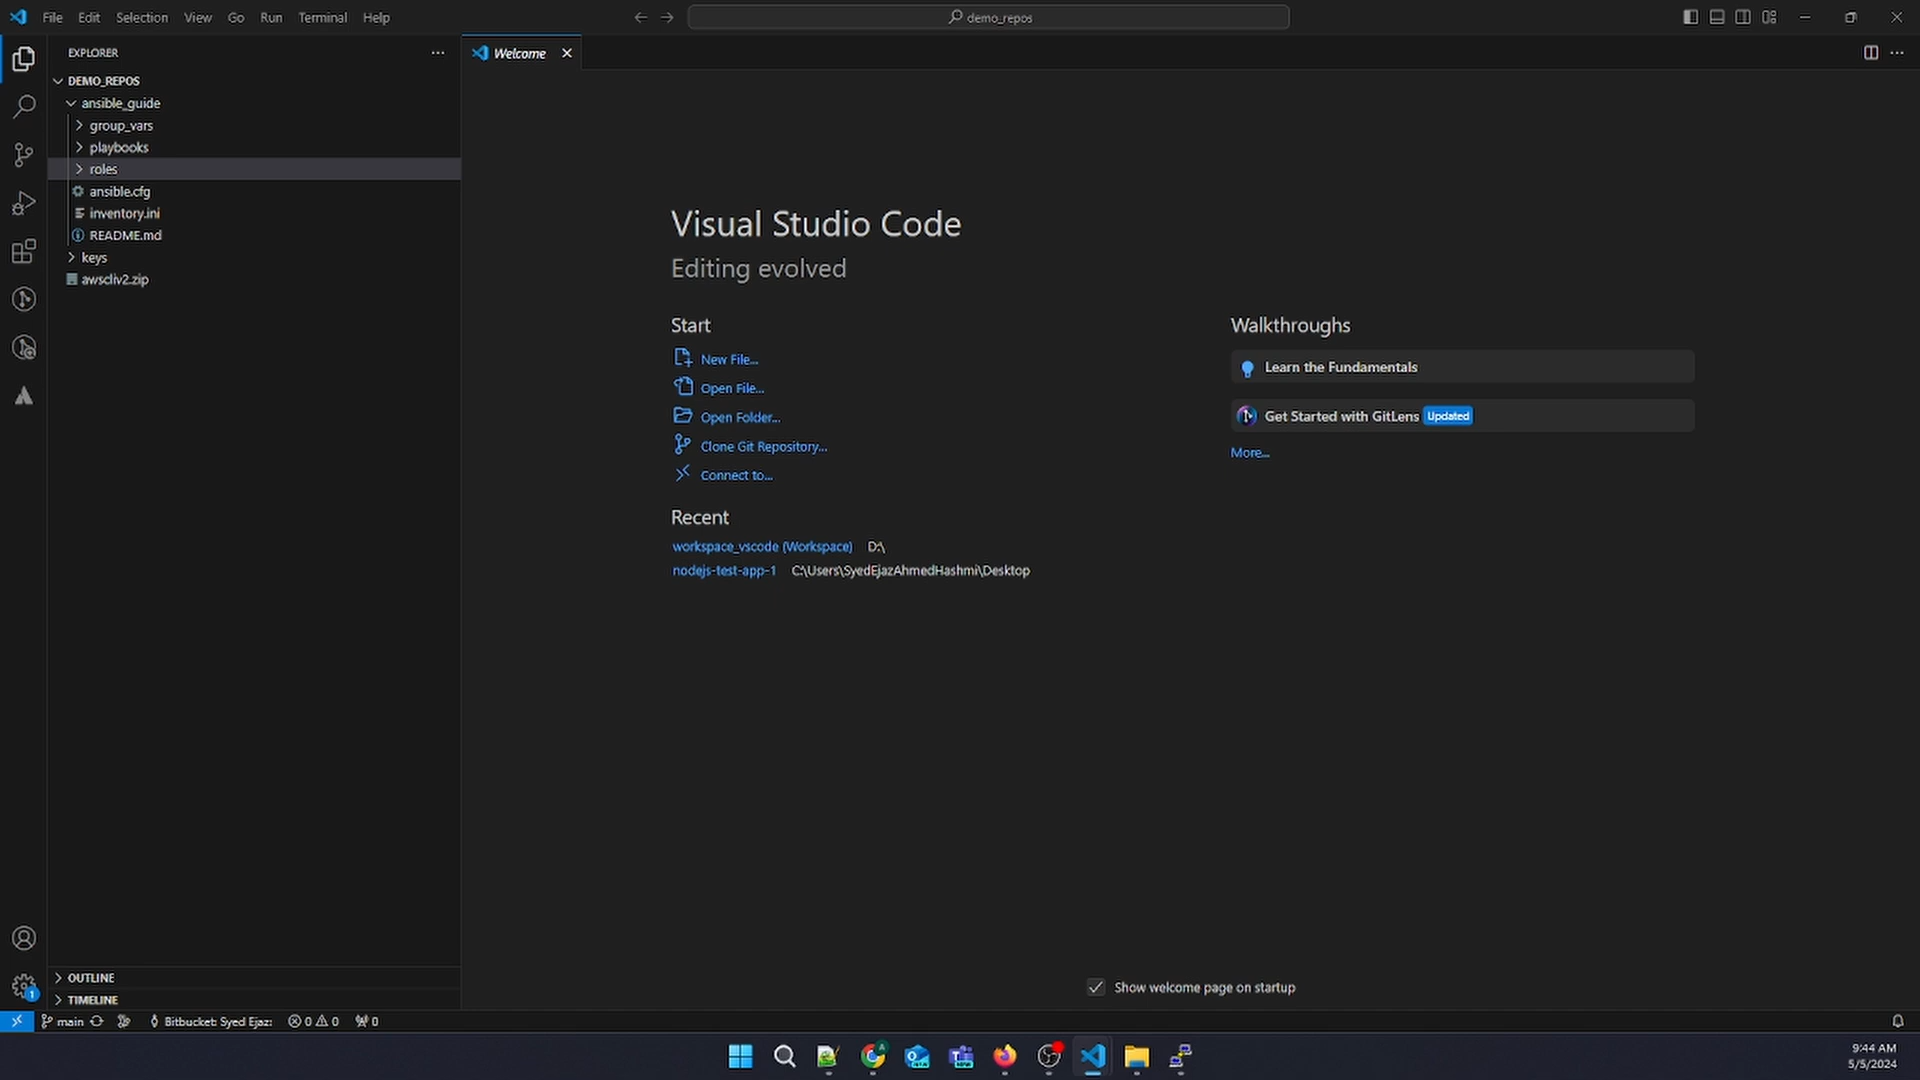 File Edit Selection View Go Run Terminal Help
demo_repos
EXPLORER
Welcome
DEMO_REPOS
ansible_guide
group_vars
playbooks
roles
ansible.cfg
inventory.ini
README.md
keys
awscliv2.zip
Visual Studio Code
Editing evolved
Start
New File...
Open File...
Open Folder...
Clone Git Repository...
Connect to...
Recent
workspace_vscode (Workspace) D:\
nodejs-test-app-1 C:\Users\SyedEjazAhmedHashmi\Desktop
Walkthroughs
Learn the Fundamentals
Get Started with GitLens Updated
More...
Show welcome page on startup
OUTLINE
1
TIMELINE
main Bitbucket: Syed Ejaz: 0 0 0
9:44 AM
5/5/2024